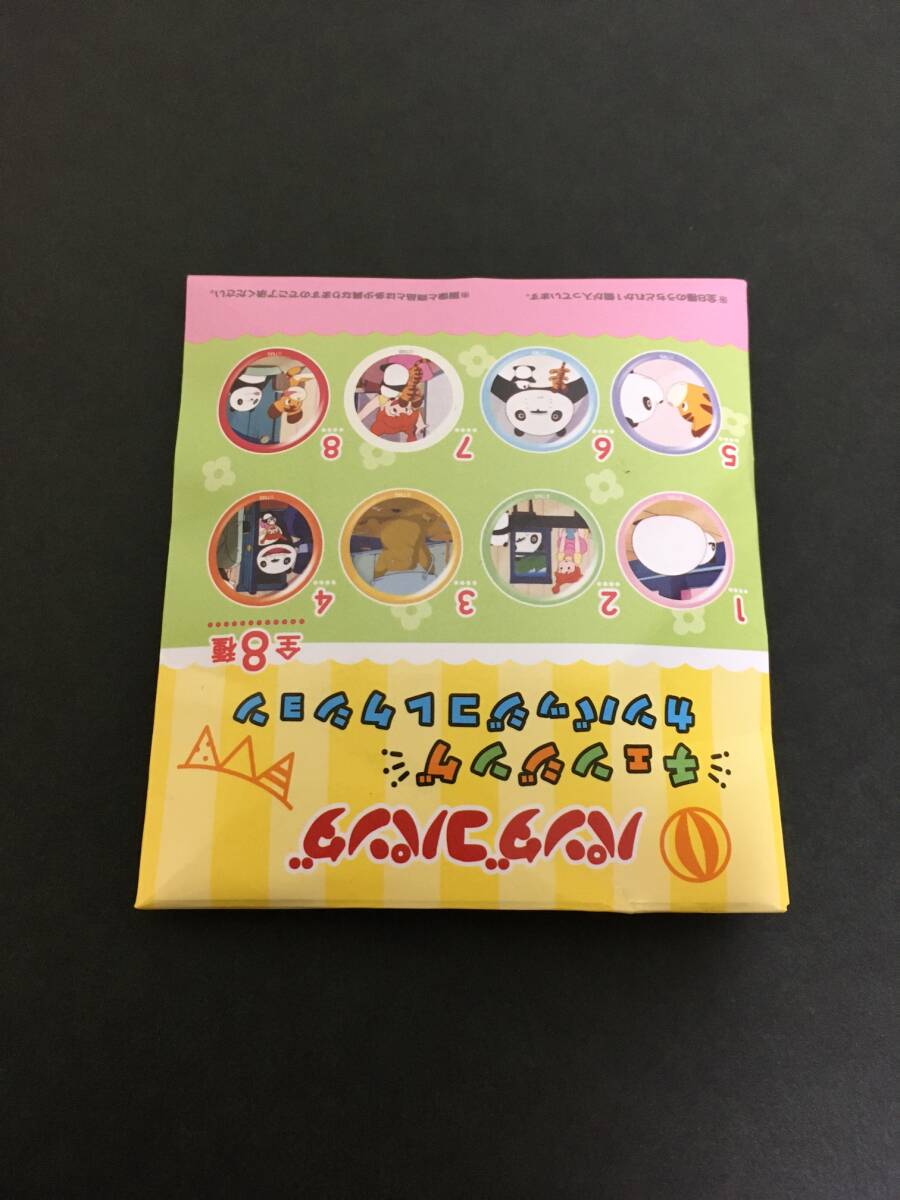 パンダコパンダ
チェンジング
カンバッジコレクション
全8種
1 2 3 4
5 6 7 8
※全8種のうちどれか1個が入っています。 ※画像と商品とは多少異なりますのでご了承ください。